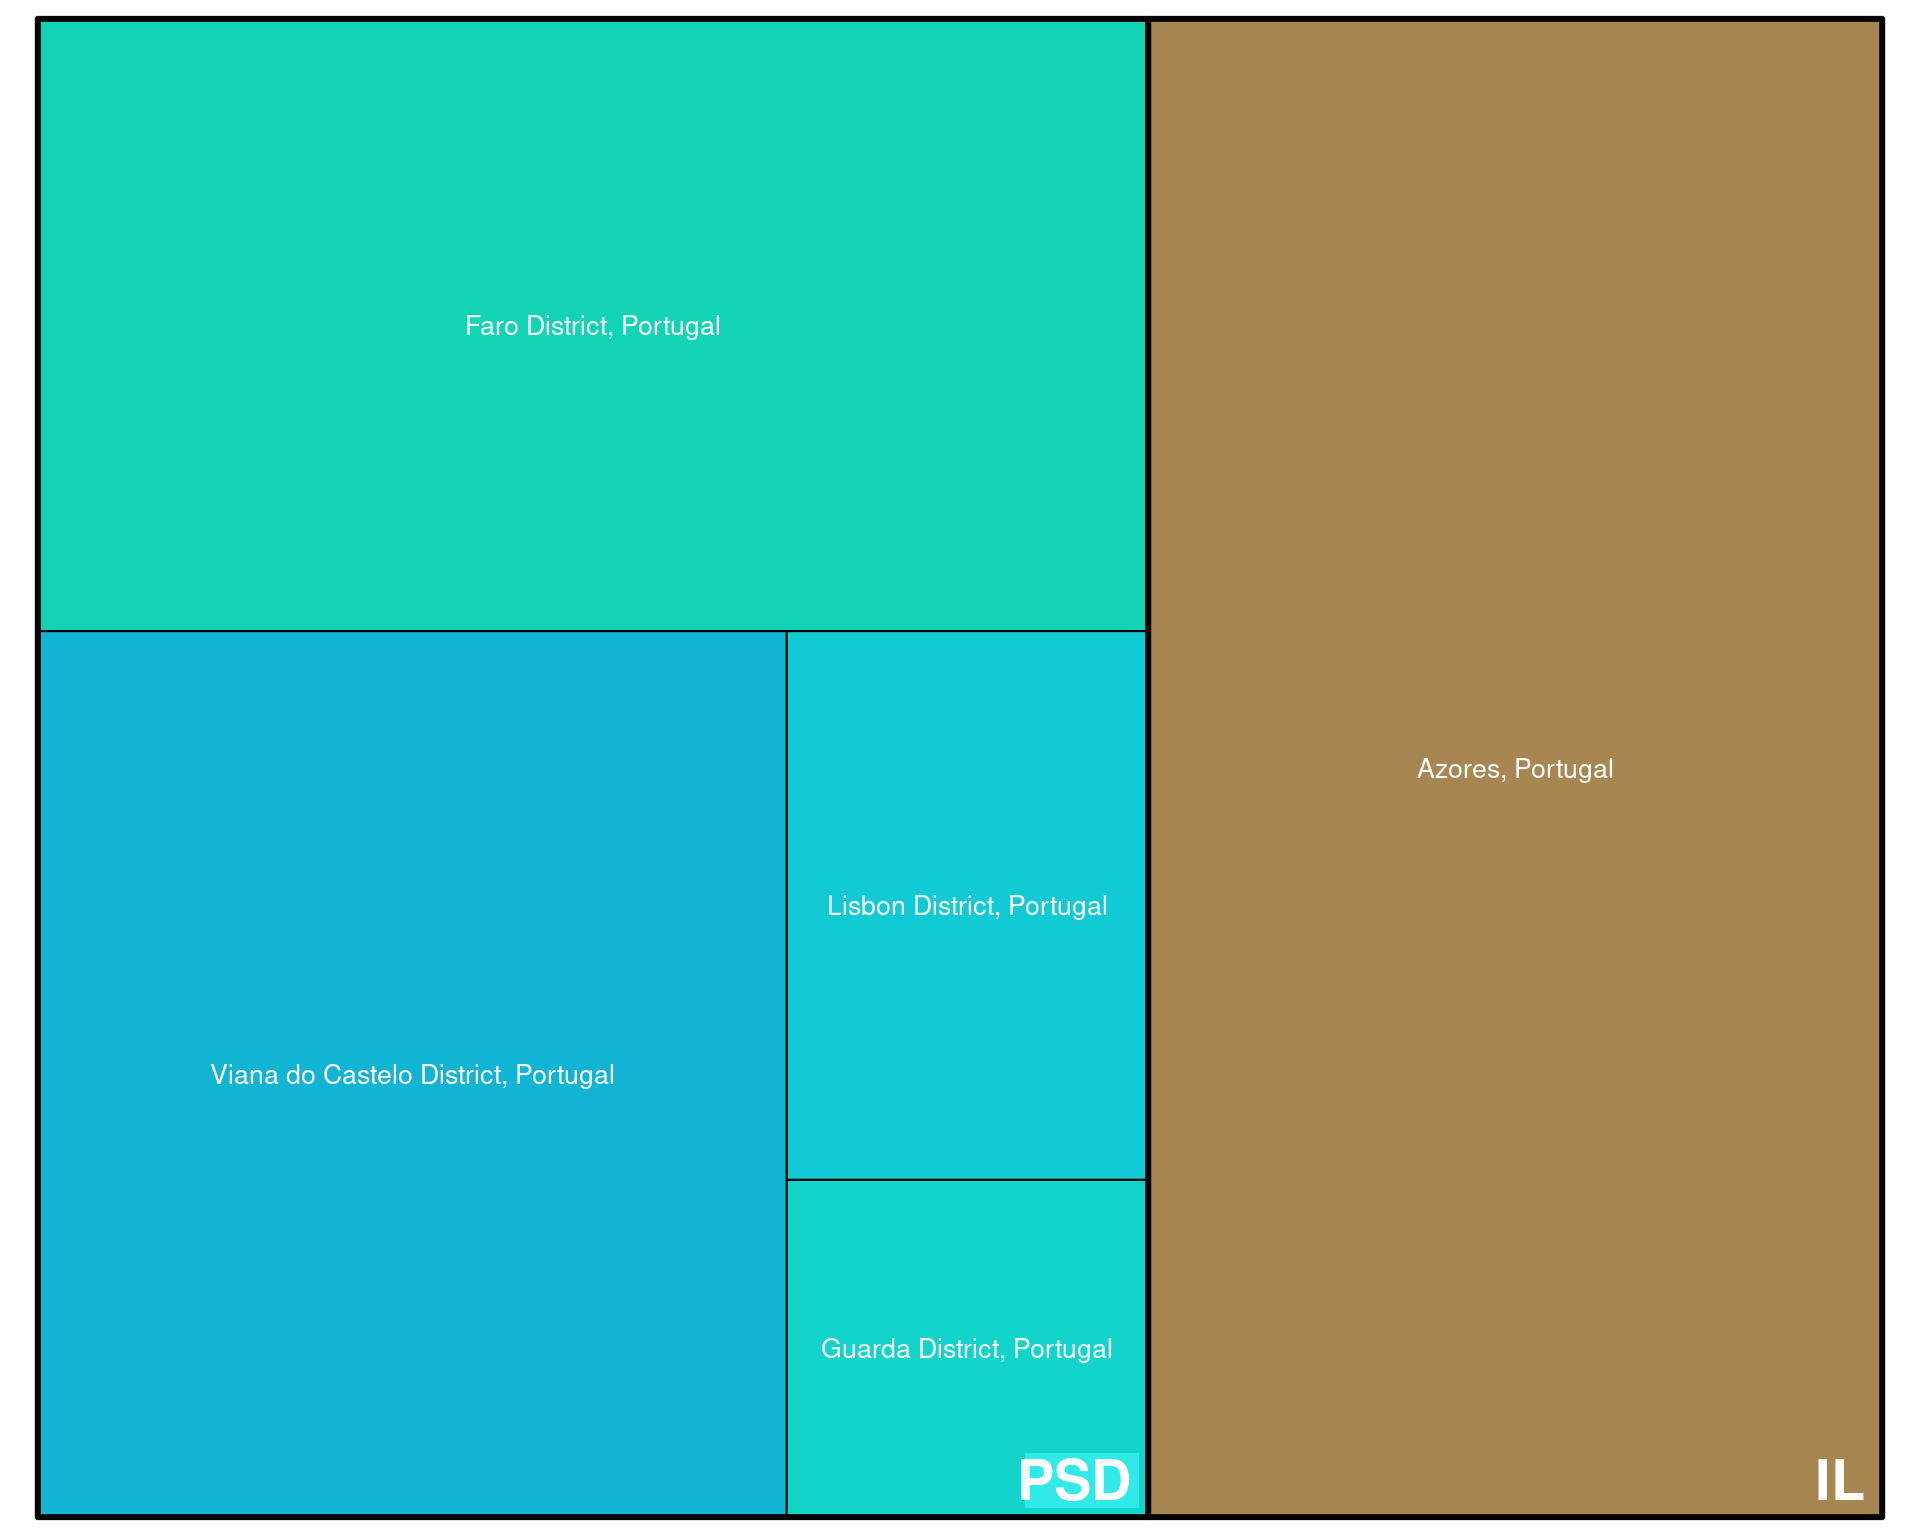 Faro District, Portugal
Azores, Portugal
Lisbon District, Portugal
Viana do Castelo District, Portugal
Guarda District, Portugal
PSD
IL